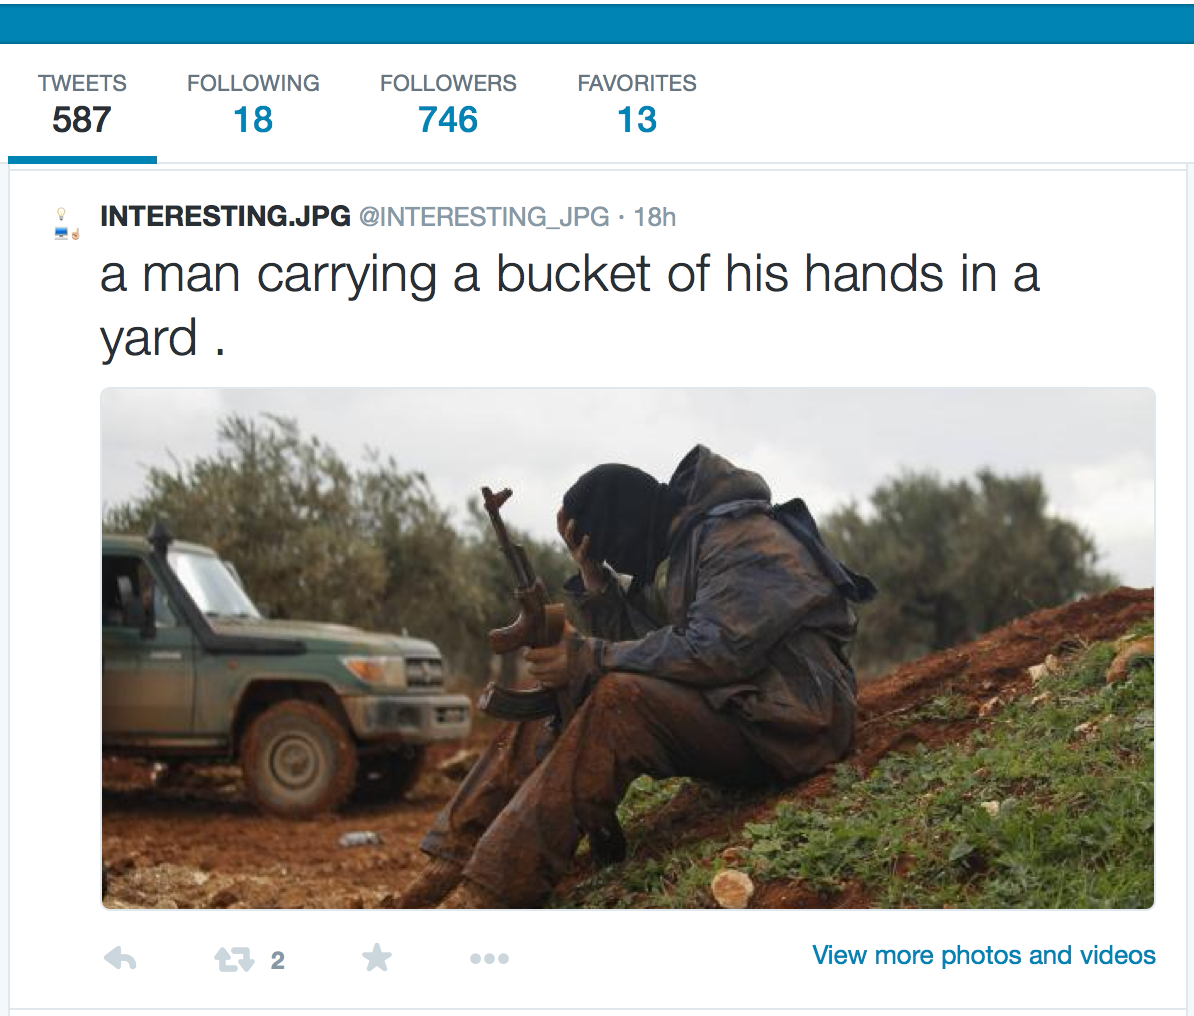 TWEETS FOLLOWING FOLLOWERS FAVORITES
587 18 746 13
INTERESTING.JPG @INTERESTING_JPG · 18h
a man carrying a bucket of his hands in a
yard .
2 View more photos and videos